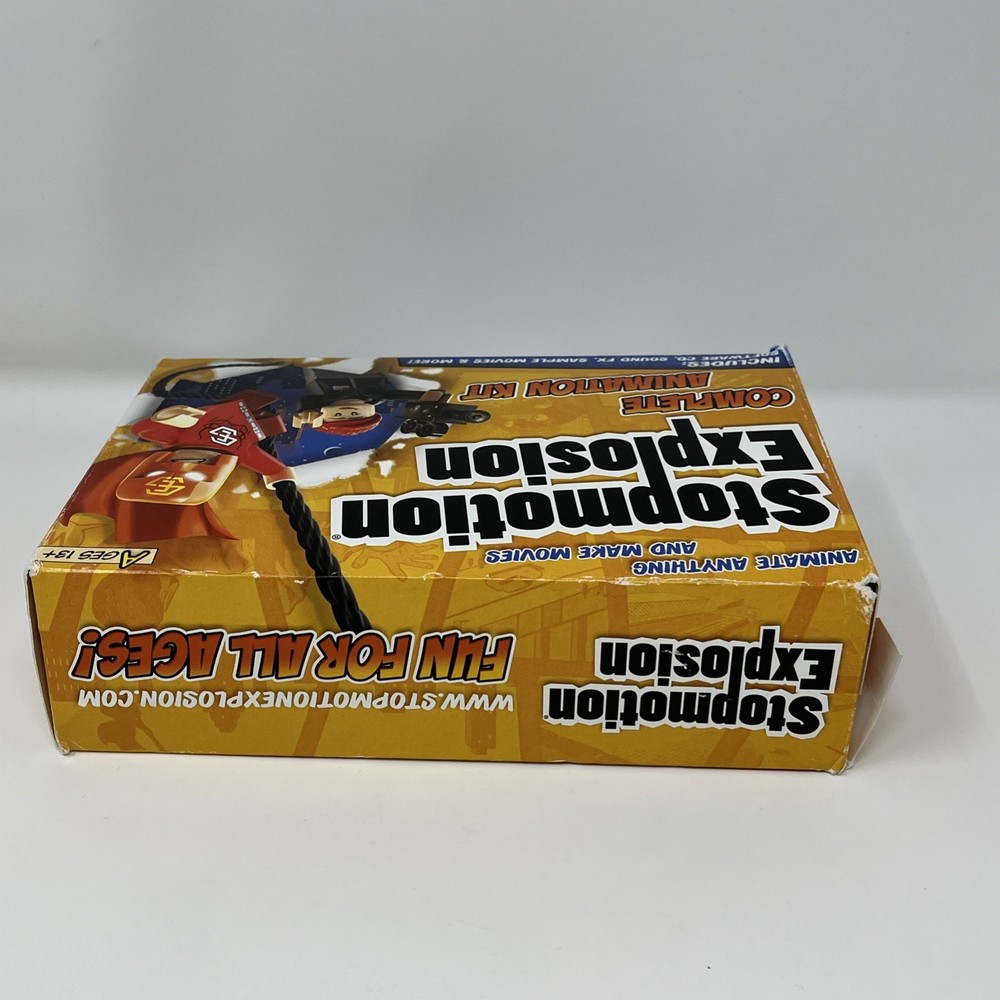 ANIMATE ANYTHING
AND MAKE MOVIES
Stopmotion®
Explosion
COMPLETE
ANIMATION KIT
INCLUDES:
SOFTWARE CD, SOUND FX, SAMPLE MOVIES & MORE!
AGES 13+
Stopmotion
Explosion
WWW.STOPMOTIONEXPLOSION.COM
FUN FOR ALL AGES!